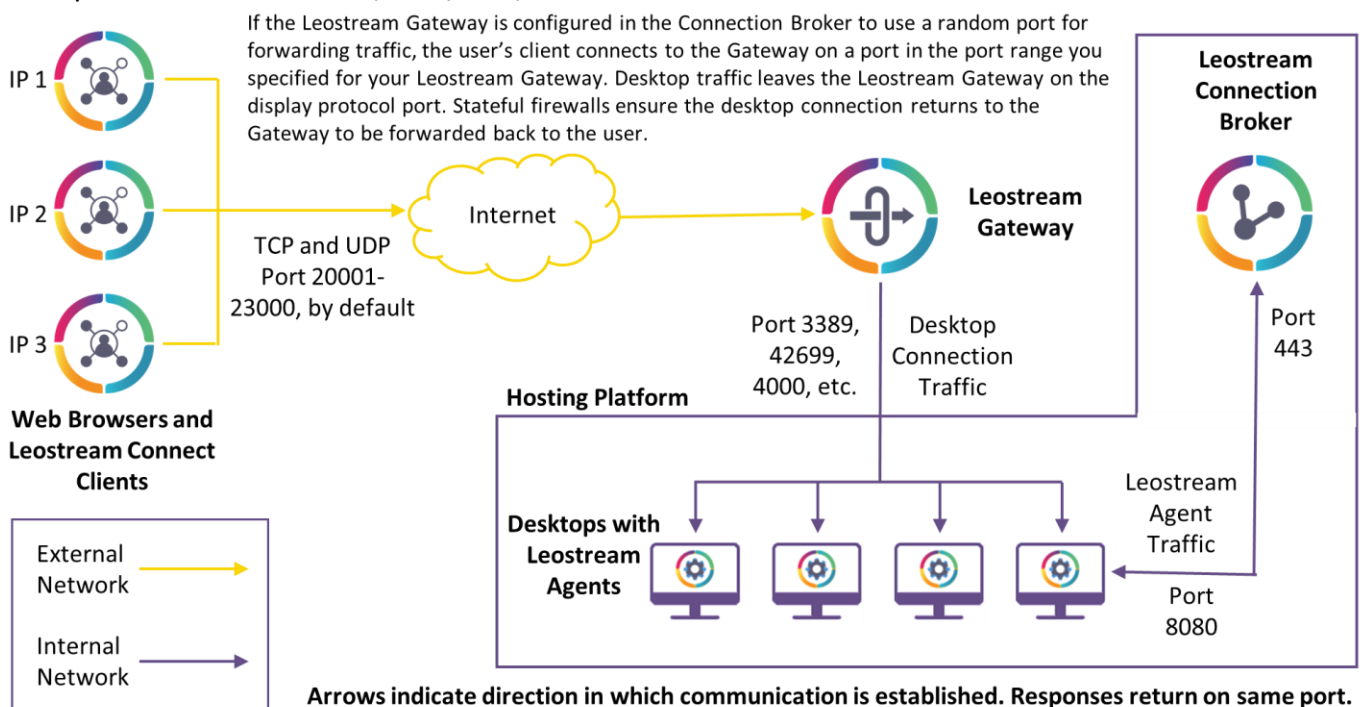 If the Leostream Gateway is configured in the Connection Broker to use a random port for
forwarding traffic, the user's client connects to the Gateway on a port in the port range you
specified for your Leostream Gateway. Desktop traffic leaves the Leostream Gateway on the
display protocol port. Stateful firewalls ensure the desktop connection returns to the
Gateway to be forwarded back to the user.
IP 1
IP 2
IP 3
Web Browsers and
Leostream Connect
Clients
TCP and UDP
Port 20001-
23000, by default
Internet
Leostream
Gateway
Leostream
Connection
Broker
Port 3389,
42699,
4000, etc.
Desktop
Connection
Traffic
Port
443
Hosting Platform
Desktops with
Leostream
Agents
Leostream
Agent
Traffic
Port
8080
External
Network
Internal
Network
Arrows indicate direction in which communication is established. Responses return on same port.